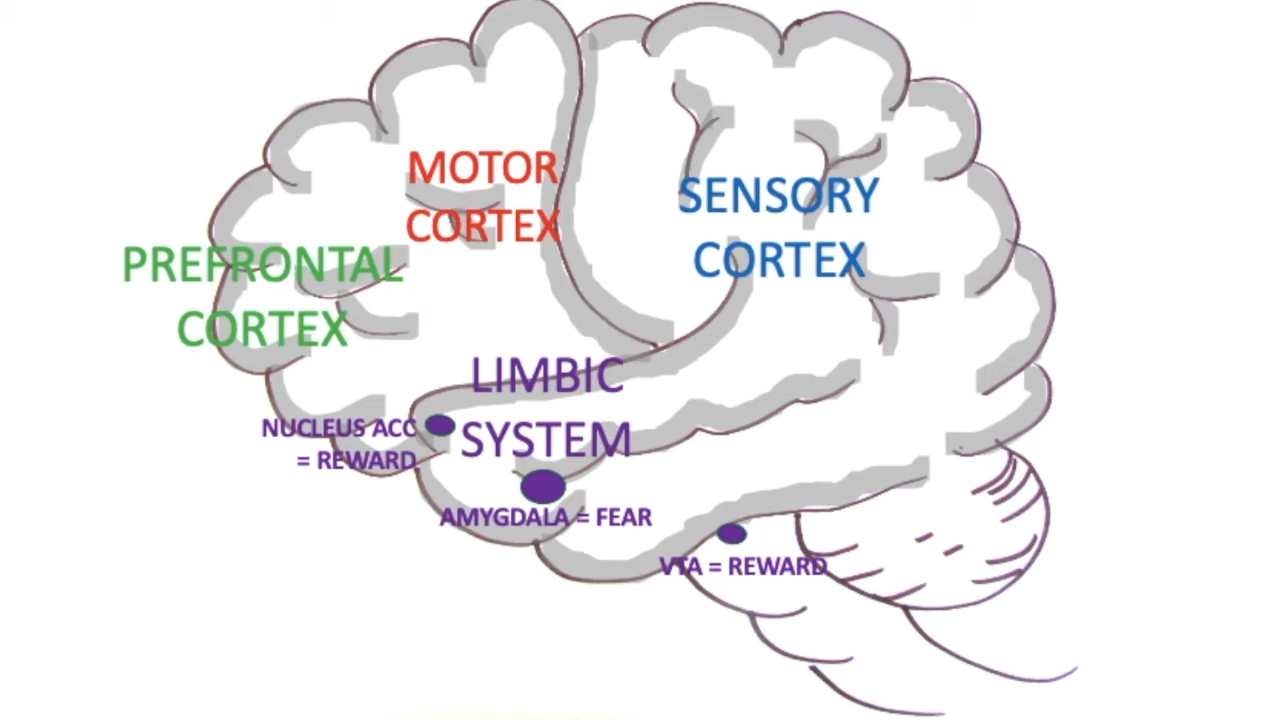 MOTOR
CORTEX
SENSORY
CORTEX
PREFRONTAL
CORTEX
LIMBIC
SYSTEM
NUCLEUS ACC
= REWARD
AMYGDALA = FEAR
VTA = REWARD